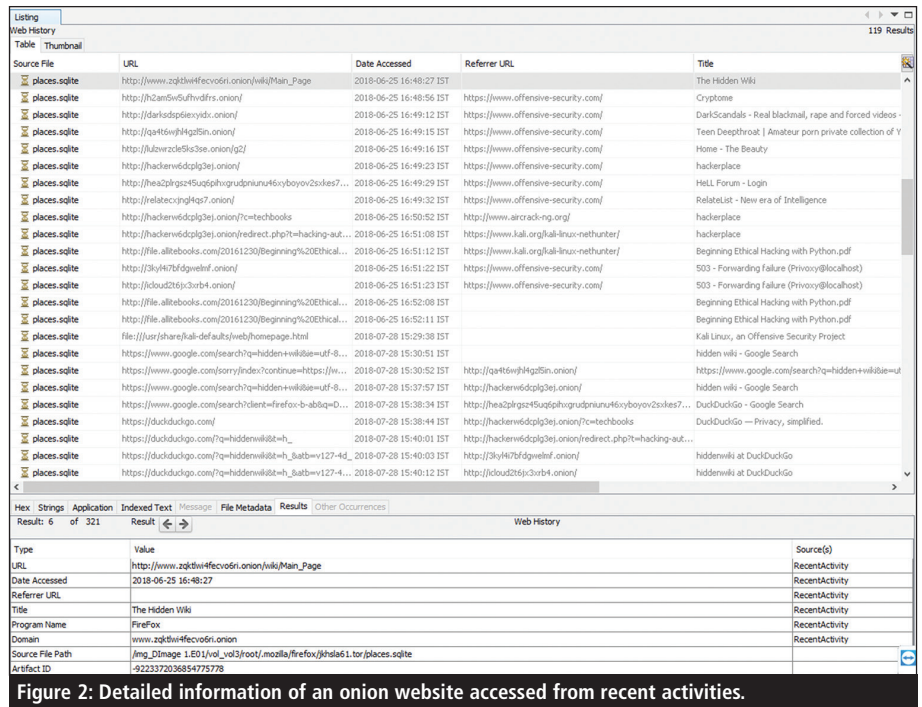 Listing
Web History 119 Results
Table Thumbnail
Source File URL Date Accessed Referrer URL Title
places.sqlite http://www.zqktlwi4fecvo6ri.onion/wiki/Main_Page 2018-06-25 16:48:27 IST The Hidden Wiki
places.sqlite http://h2am5w5ufhvdifrs.onion/ 2018-06-25 16:48:56 IST https://www.offensive-security.com/ Cryptome
places.sqlite http://darksdsp6iexyidx.onion/ 2018-06-25 16:49:12 IST https://www.offensive-security.com/ DarkScandals - Real blackmail, rape and forced videos -
places.sqlite http://qa4t6wjhl4gzl5in.onion/ 2018-06-25 16:49:15 IST https://www.offensive-security.com/ Teen Deepthroat | Amateur porn private collection of Y
places.sqlite http://lulzwrzcle5ks3se.onion/g2/ 2018-06-25 16:49:16 IST https://www.offensive-security.com/ Home - The Beauty
places.sqlite http://hackerw6dcplg3ej.onion/ 2018-06-25 16:49:23 IST https://www.offensive-security.com/ hackerplace
places.sqlite http://hea2plrgsz45uq6pihxgrudpniunu46xyboyov2sxkes7... 2018-06-25 16:49:29 IST https://www.offensive-security.com/ HeLL Forum - Login
places.sqlite http://relatecxjngl4qs7.onion/ 2018-06-25 16:49:32 IST https://www.offensive-security.com/ RelateList - New era of Intelligence
places.sqlite http://hackerw6dcplg3ej.onion/?c=techbooks 2018-06-25 16:50:52 IST http://www.aircrack-ng.org/ hackerplace
places.sqlite http://hackerw6dcplg3ej.onion/redirect.php?t=hacking-aut... 2018-06-25 16:51:08 IST https://www.kali.org/kali-linux-nethunter/ hackerplace
places.sqlite http://file.allitebooks.com/20161230/Beginning%20Ethical... 2018-06-25 16:51:12 IST https://www.kali.org/kali-linux-nethunter/ Beginning Ethical Hacking with Python.pdf
places.sqlite http://3kyl4i7bfdgwelmf.onion/ 2018-06-25 16:51:22 IST https://www.offensive-security.com/ 503 - Forwarding failure (Privoxy@localhost)
places.sqlite http://icloud2t6jx3xrb4.onion/ 2018-06-25 16:51:23 IST https://www.offensive-security.com/ 503 - Forwarding failure (Privoxy@localhost)
places.sqlite http://file.allitebooks.com/20161230/Beginning%20Ethical... 2018-06-25 16:52:08 IST Beginning Ethical Hacking with Python.pdf
places.sqlite http://file.allitebooks.com/20161230/Beginning%20Ethical... 2018-06-25 16:52:11 IST Beginning Ethical Hacking with Python.pdf
places.sqlite file:///usr/share/kali-defaults/web/homepage.html 2018-07-28 15:29:38 IST Kali Linux, an Offensive Security Project
places.sqlite https://www.google.com/search?q=hidden+wiki&ie=utf-8... 2018-07-28 15:30:51 IST hidden wiki - Google Search
places.sqlite https://www.google.com/sorry/index?continue=https://w... 2018-07-28 15:30:52 IST http://qa4t6wjhl4gzl5in.onion/ https://www.google.com/search?q=hidden+wiki&ie=ut
places.sqlite https://www.google.com/search?q=hidden+wiki&ie=utf-8... 2018-07-28 15:37:57 IST http://hackerw6dcplg3ej.onion/ hidden wiki - Google Search
places.sqlite https://www.google.com/search?client=firefox-b-ab&q=D... 2018-07-28 15:38:34 IST http://hea2plrgsz45uq6pihxgrudpniunu46xyboyov2sxkes7... DuckDuckGo - Google Search
places.sqlite https://duckduckgo.com/ 2018-07-28 15:38:44 IST http://hackerw6dcplg3ej.onion/?c=techbooks DuckDuckGo — Privacy, simplified.
places.sqlite https://duckduckgo.com/?q=hiddenwiki&t=h_ 2018-07-28 15:40:01 IST http://hackerw6dcplg3ej.onion/redirect.php?t=hacking-aut...
places.sqlite https://duckduckgo.com/?q=hiddenwiki&t=h_&atb=v127-4d_ 2018-07-28 15:40:03 IST http://3kyl4i7bfdgwelmf.onion/ hiddenwiki at DuckDuckGo
places.sqlite https://duckduckgo.com/?q=hiddenwiki&t=h_&atb=v127-4... 2018-07-28 15:40:12 IST http://icloud2t6jx3xrb4.onion/ hiddenwiki at DuckDuckGo
Hex Strings Application Indexed Text Message File Metadata Results Other Occurrences
Result: 6 of 321 Result Web History
Type Value Source(s)
URL http://www.zqktlwi4fecvo6ri.onion/wiki/Main_Page RecentActivity
Date Accessed 2018-06-25 16:48:27 RecentActivity
Referrer URL RecentActivity
Title The Hidden Wiki RecentActivity
Program Name FireFox RecentActivity
Domain www.zqktlwi4fecvo6ri.onion RecentActivity
Source File Path /img_DImage 1.E01/vol_vol3/root/.mozilla/firefox/jkhsla61.tor/places.sqlite
Artifact ID -9223372036854775778
Figure 2: Detailed information of an onion website accessed from recent activities.